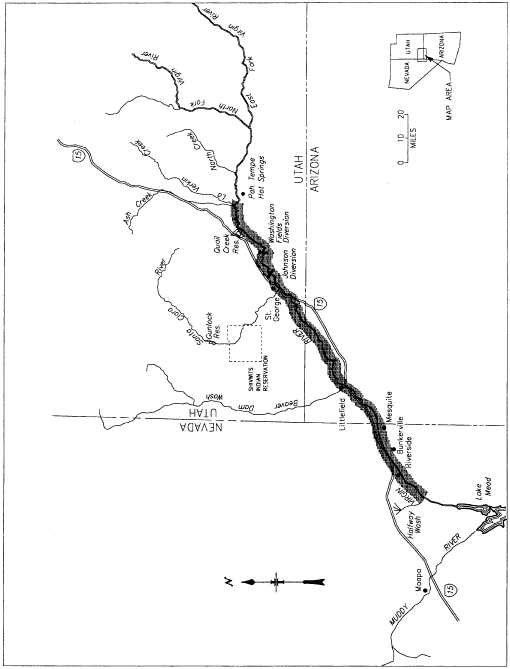 Virgin River
East Fork
Virgin River
North Fork
North Creek
La Verkin Creek
Ash Creek
15
Pah Tempe
Hot Springs
UTAH
ARIZONA
Quail
Creek
Res.
Washington
Fields
Diversion
Johnson
Diversion
St.
George
15
RIVER
Santa Clara River
Gunlock
Res.
SHIVWITS
INDIAN
RESERVATION
Beaver Dam Wash
NEVADA
UTAH
Littlefield
Mesquite
Bunkerville
Riverside
VIRGIN
Halfway
Wash
Lake
Mead
MUDDY RIVER
Moapa
15
N
0 10 20
MILES
MAP AREA
NEVADA
UTAH
ARIZONA